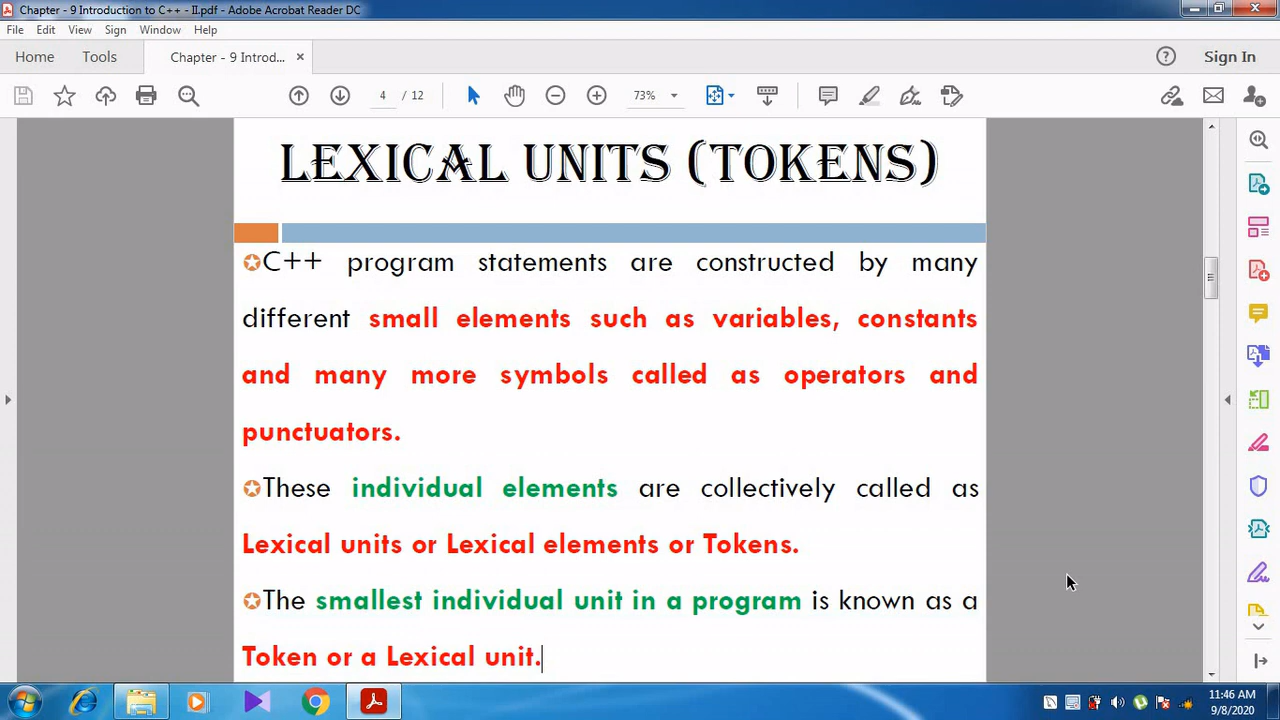 Chapter - 9 Introduction to C++ - II.pdf - Adobe Acrobat Reader DC
File Edit View Sign Window Help
Home Tools Chapter - 9 Introd... × Sign In
4 / 12 73%
LEXICAL UNITS (TOKENS)
C++ program statements are constructed by many
different small elements such as variables, constants
and many more symbols called as operators and
punctuators.
These individual elements are collectively called as
Lexical units or Lexical elements or Tokens.
The smallest individual unit in a program is known as a
Token or a Lexical unit.
11:46 AM
9/8/2020